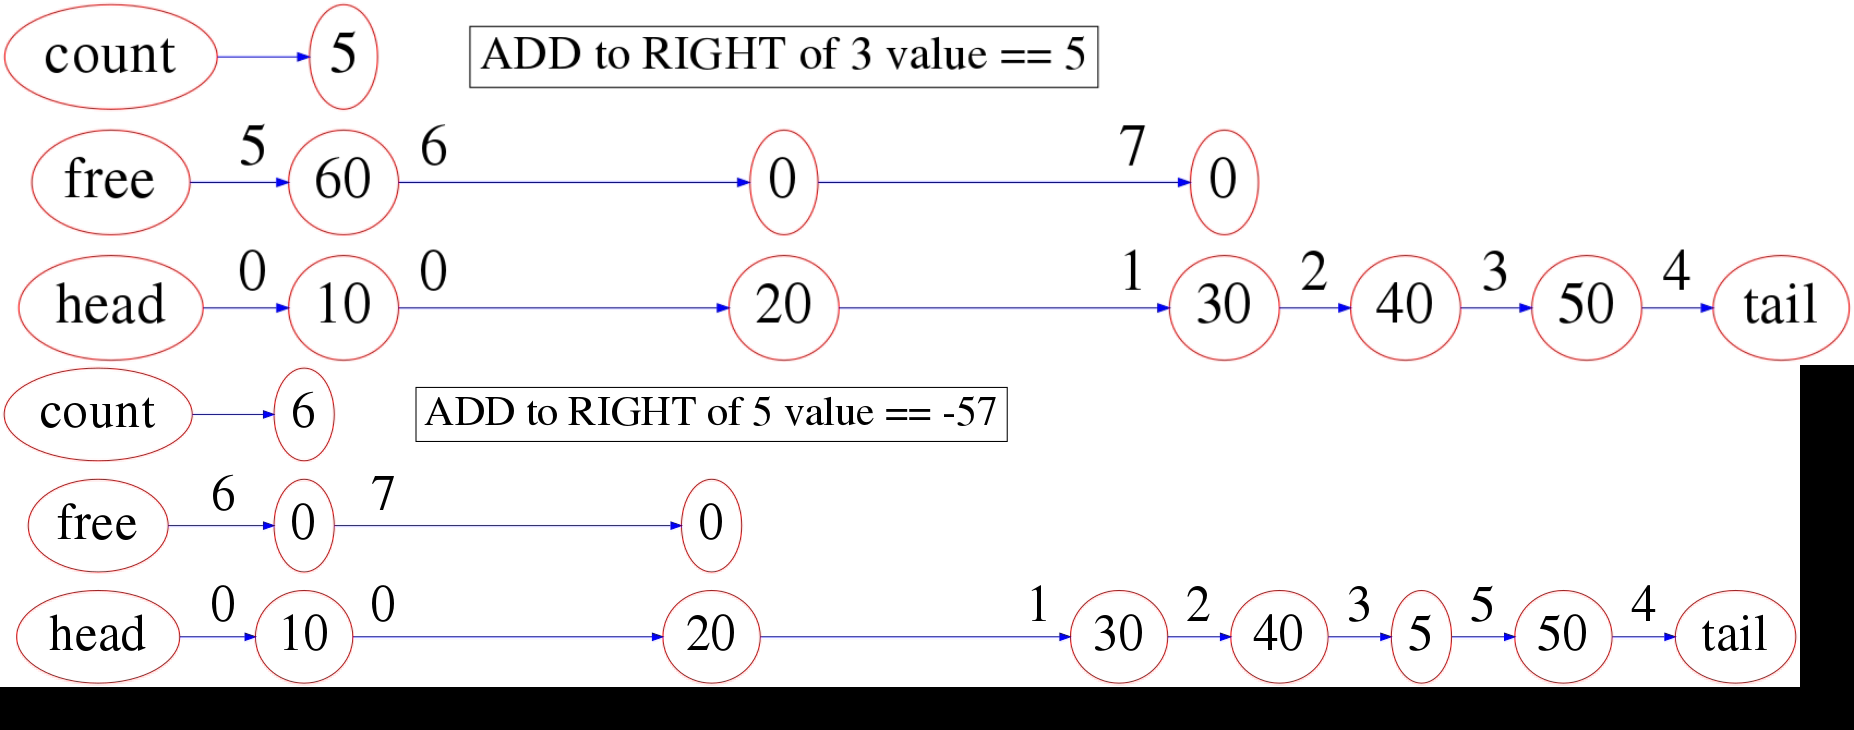 count 5 ADD to RIGHT of 3 value == 5
free 5 60 6 0 7 0
head 0 10 0 20 1 30 2 40 3 50 4 tail
count 6 ADD to RIGHT of 5 value == -57
free 6 0 7 0
head 0 10 0 20 1 30 2 40 3 5 5 50 4 tail